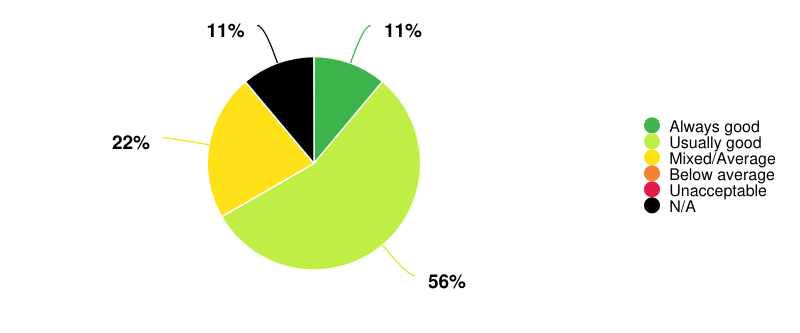 11%
11%
22%
56%
Always good
Usually good
Mixed/Average
Below average
Unacceptable
N/A